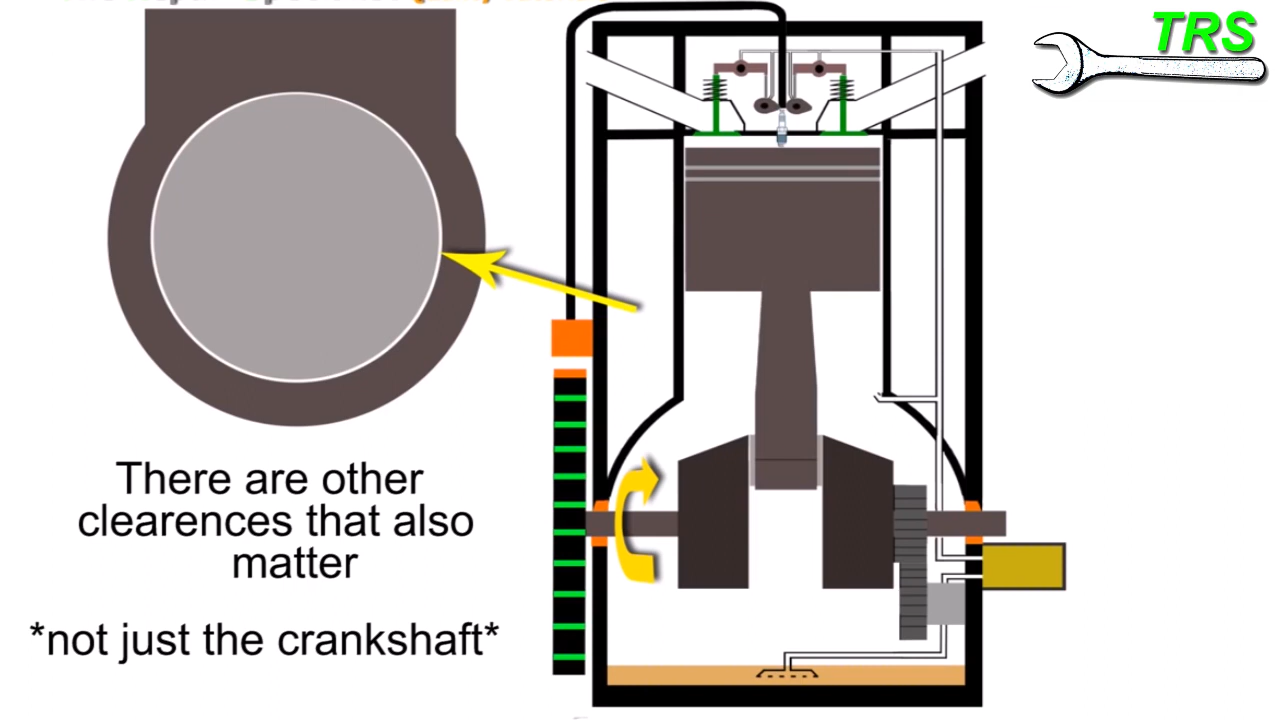 TRS
There are other
clearences that also
matter
*not just the crankshaft*